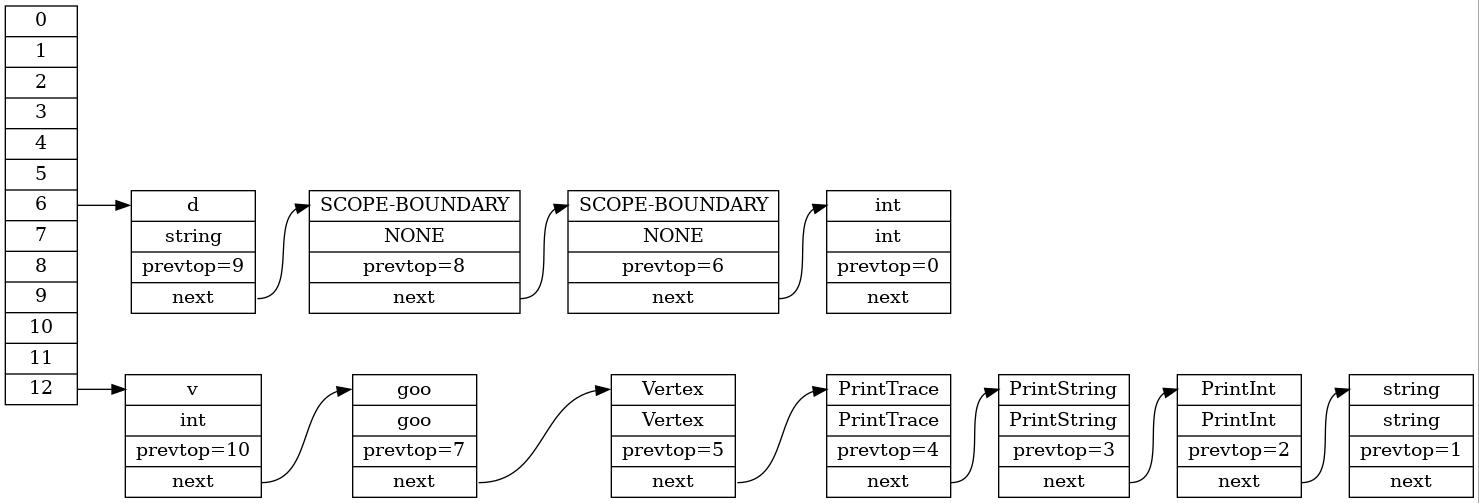 0
1
2
3
4
5
6
7
8
9
10
11
12
d
string
prevtop=9
next
SCOPE-BOUNDARY
NONE
prevtop=8
next
SCOPE-BOUNDARY
NONE
prevtop=6
next
int
int
prevtop=0
next
v
int
prevtop=10
next
goo
goo
prevtop=7
next
Vertex
Vertex
prevtop=5
next
PrintTrace
PrintTrace
prevtop=4
next
PrintString
PrintString
prevtop=3
next
PrintInt
PrintInt
prevtop=2
next
string
string
prevtop=1
next